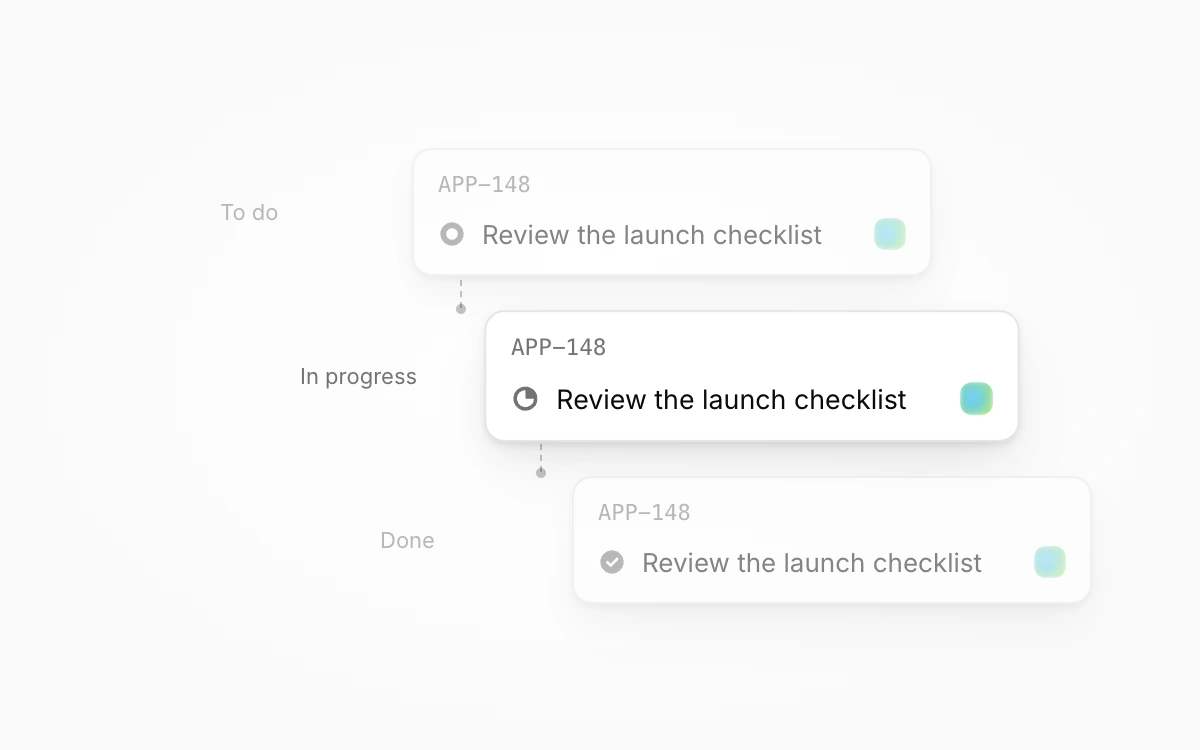 APP–148
To do
Review the launch checklist
APP–148
In progress
Review the launch checklist
APP–148
Done
Review the launch checklist